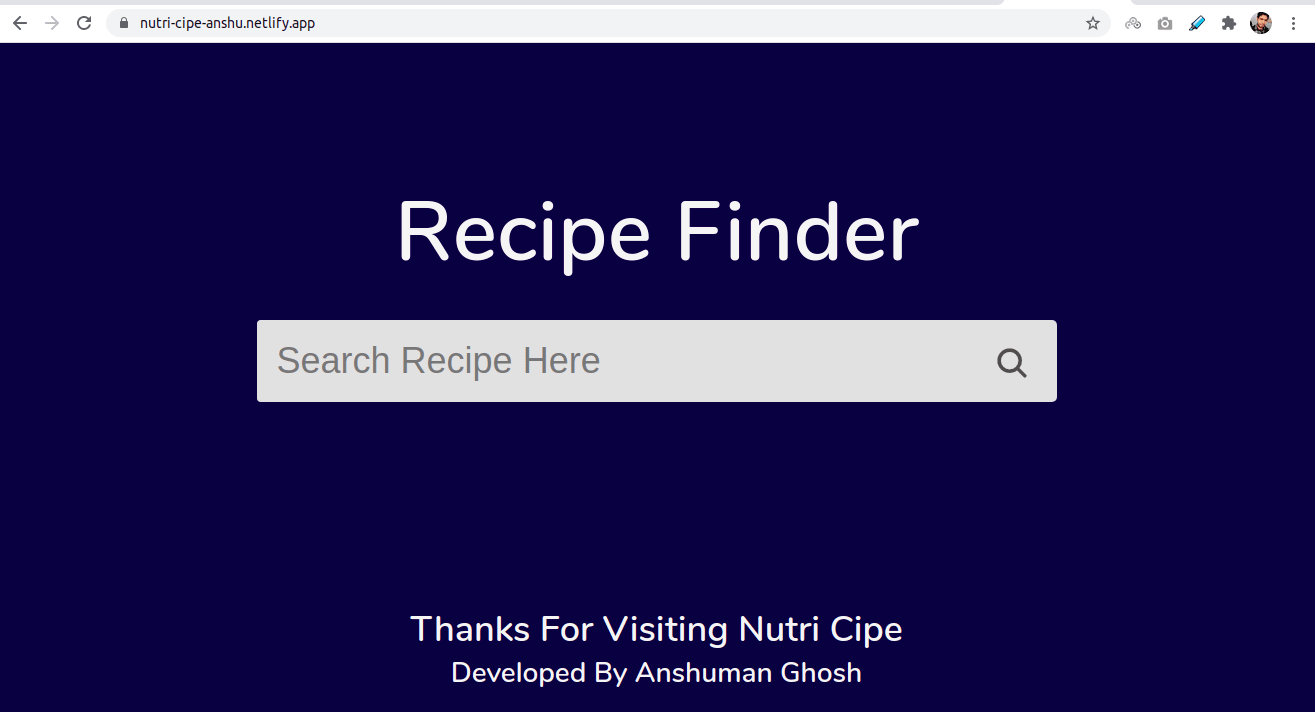 nutri-cipe-anshu.netlify.app
Recipe Finder
Search Recipe Here
Thanks For Visiting Nutri Cipe
Developed By Anshuman Ghosh